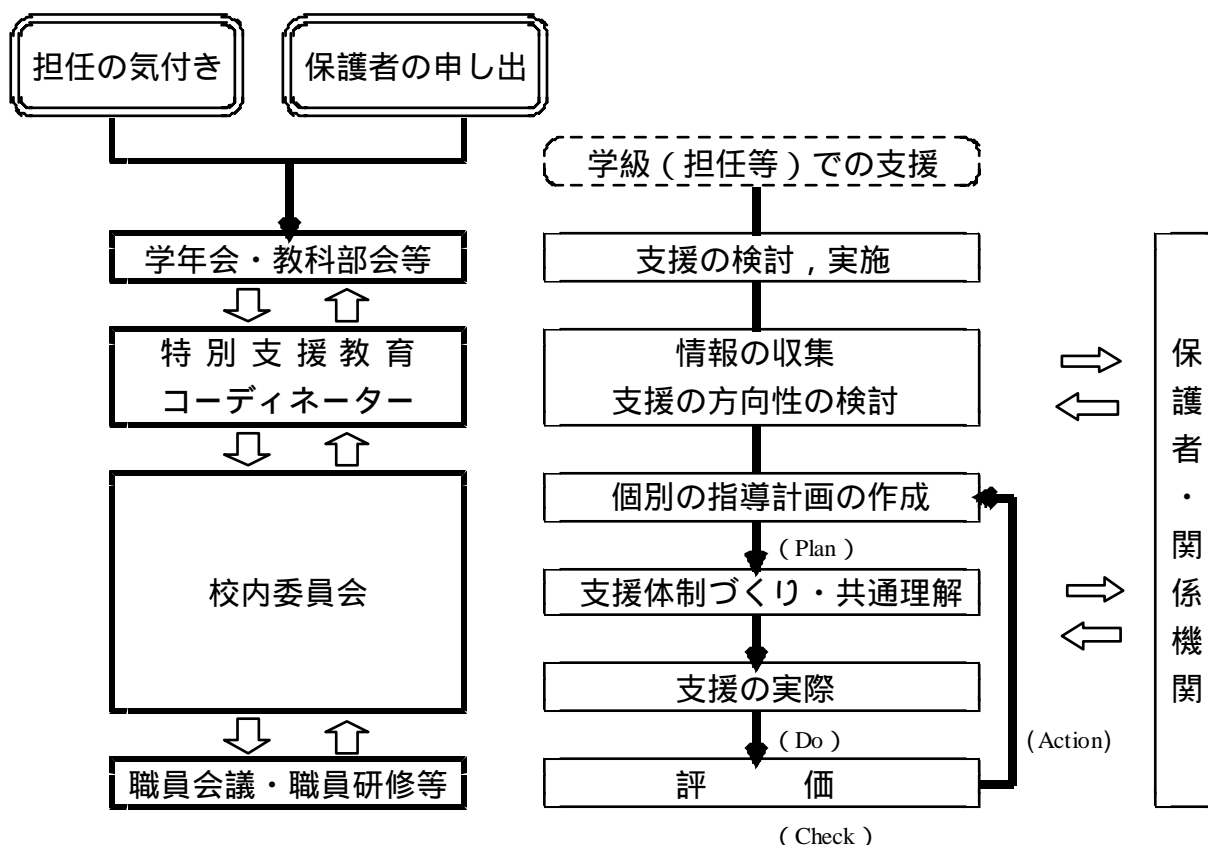 担任の気付き
保護者の申し出
学年会・教科部会等
特別支援教育
コーディネーター
校内委員会
職員会議・職員研修等
学級(担任等)での支援
支援の検討,実施
情報の収集
支援の方向性の検討
個別の指導計画の作成
(Plan)
支援体制づくり・共通理解
支援の実際
(Do)
評価
(Check)
(Action)
保護者・関係機関